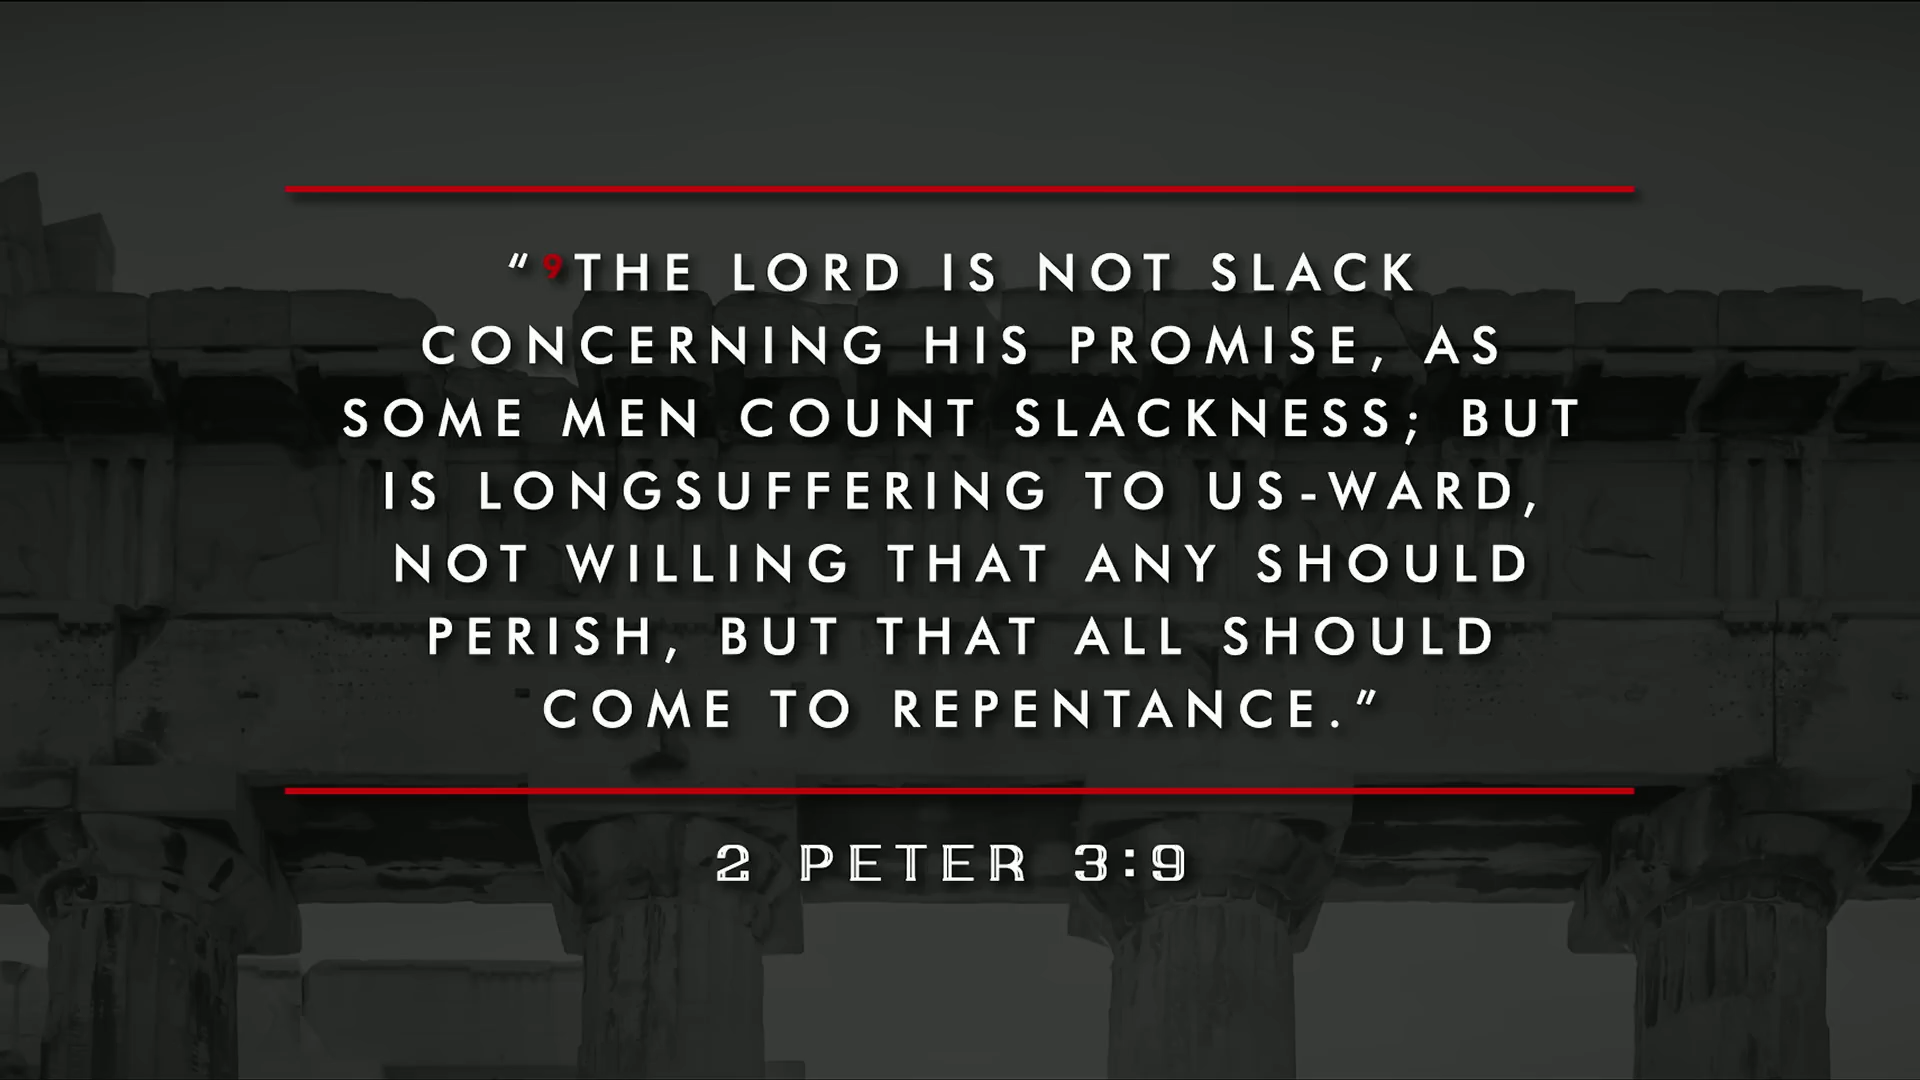 “⁹THE LORD IS NOT SLACK
CONCERNING HIS PROMISE, AS
SOME MEN COUNT SLACKNESS; BUT
IS LONGSUFFERING TO US-WARD,
NOT WILLING THAT ANY SHOULD
PERISH, BUT THAT ALL SHOULD
COME TO REPENTANCE.”
2 PETER 3:9